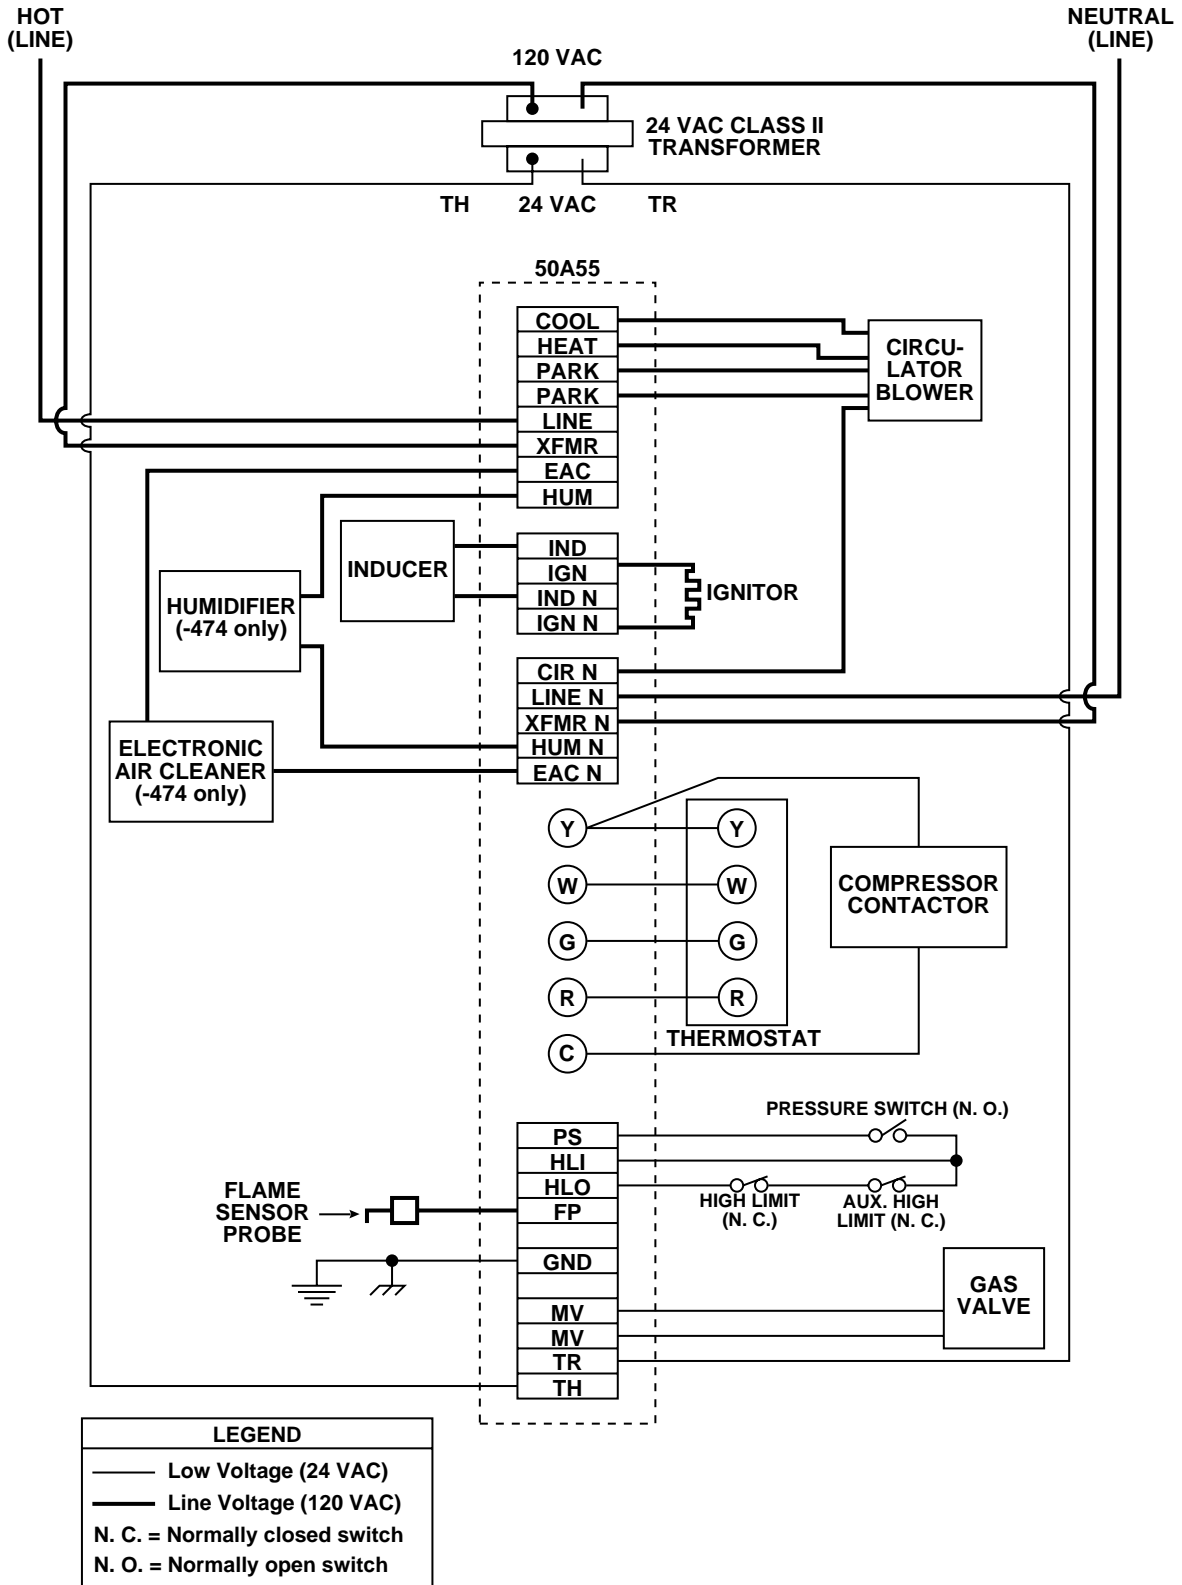 HOT
(LINE)
NEUTRAL
(LINE)
120 VAC
24 VAC CLASS II
TRANSFORMER
TH 24 VAC TR
50A55
COOL
HEAT
PARK
PARK
LINE
XFMR
EAC
HUM
CIRCU-
LATOR
BLOWER
IND
IGN
IND N
IGN N
INDUCER
IGNITOR
HUMIDIFIER
(-474 only)
CIR N
LINE N
XFMR N
HUM N
EAC N
ELECTRONIC
AIR CLEANER
(-474 only)
Y Y
W W
G G
R R
C
THERMOSTAT
COMPRESSOR
CONTACTOR
PRESSURE SWITCH (N. O.)
PS
HLI
HLO
FP
GND
MV
MV
TR
TH
HIGH LIMIT
(N. C.)
AUX. HIGH
LIMIT (N. C.)
FLAME
SENSOR
PROBE
GAS
VALVE
LEGEND
Low Voltage (24 VAC)
Line Voltage (120 VAC)
N. C. = Normally closed switch
N. O. = Normally open switch